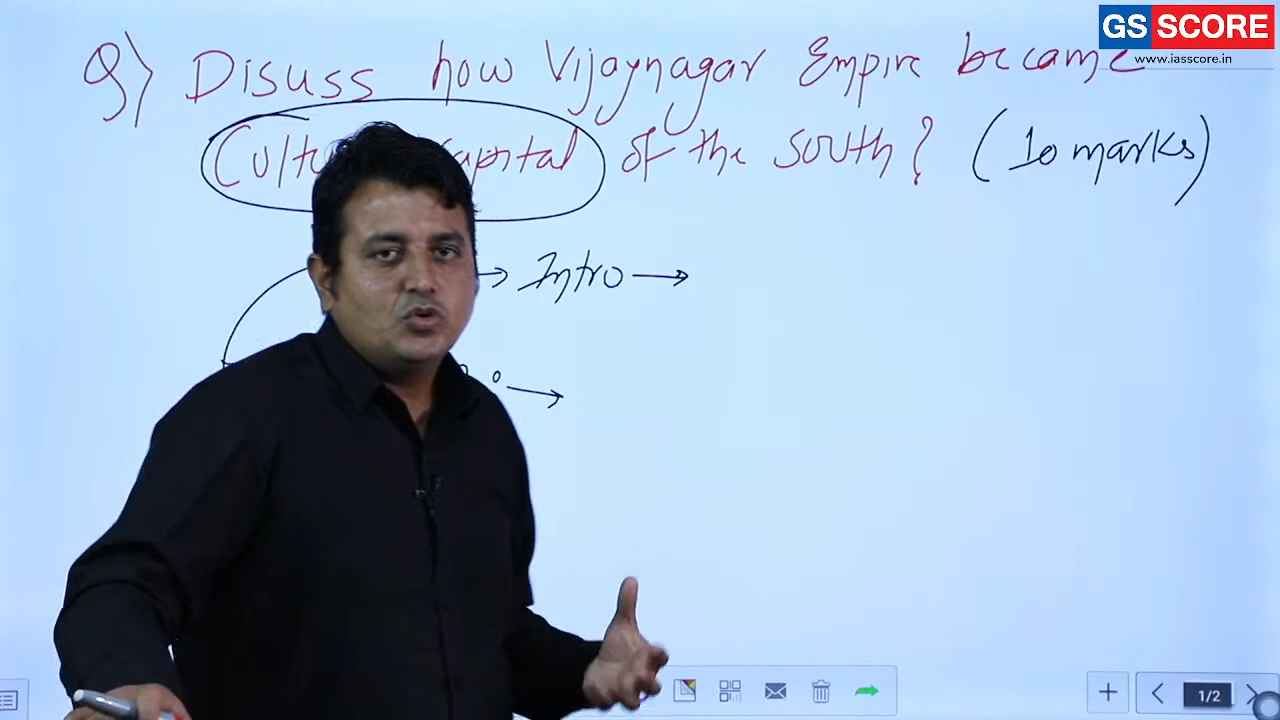 GS SCORE
www.iasscore.in
Q) Disuss how Vijaynagar Empire became
Cultu apital of the south? (10 marks)
→ Intro →
→
1/2